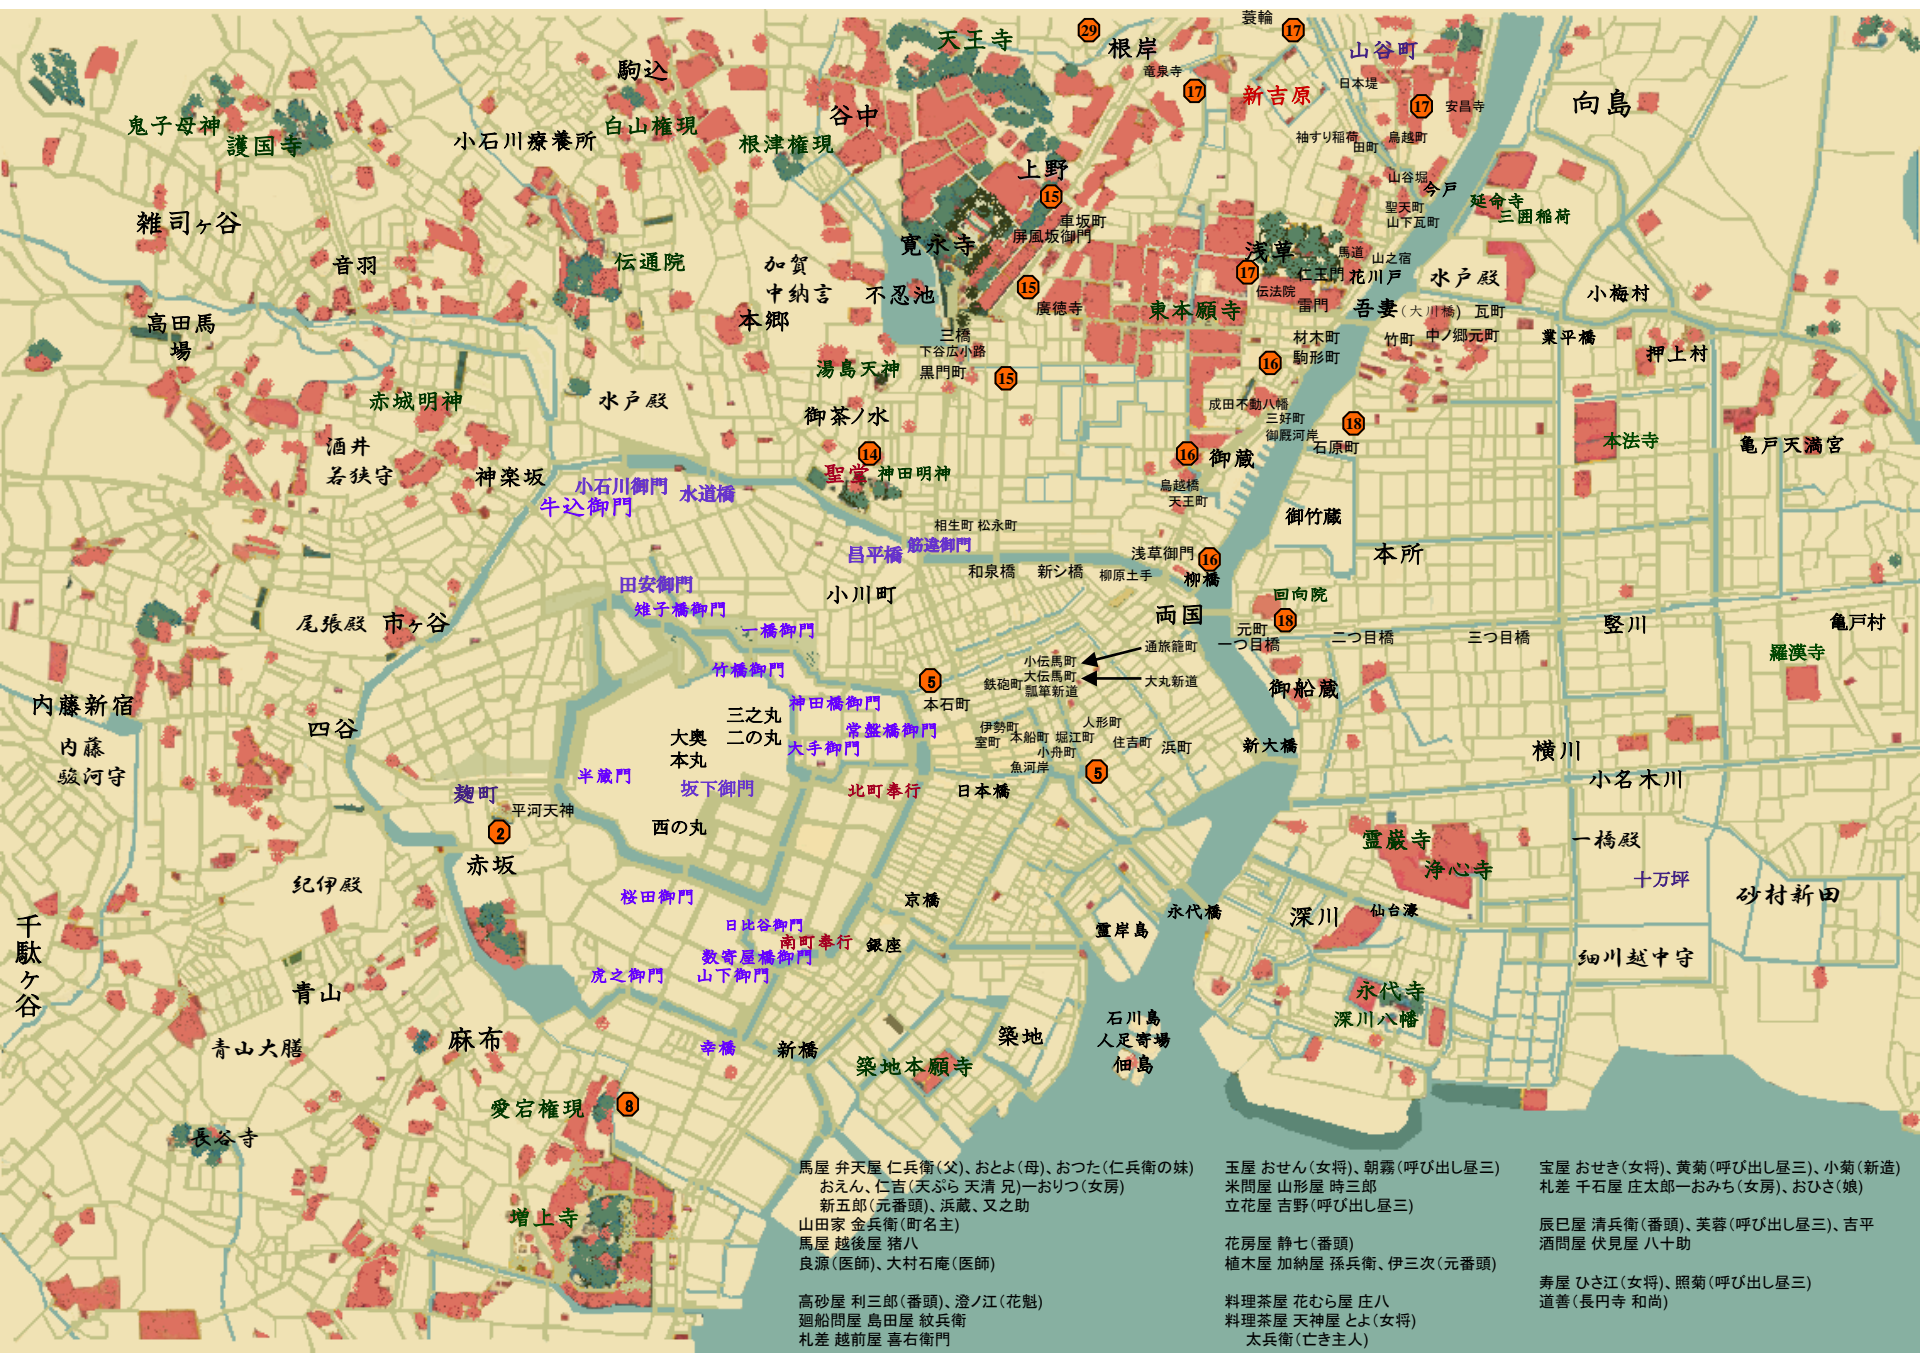 蓑輪
29
17
天王寺
根岸
山谷町
駒込
竜泉寺
17
新吉原
日本堤
17
安昌寺
向島
鬼子母神
護国寺
小石川療養所
白山権現
根津権現
谷中
袖すり稲荷
田町
鳥越町
上野
15
山谷堀
今戸
延命寺
三囲稲荷
雑司ヶ谷
車坂町
屏風坂御門
聖天町
山下瓦町
寛永寺
音羽
伝通院
加賀
中納言
不忍池
浅草
17
馬道
山之宿
仁王門
花川戸
水戸殿
15
伝法院
小梅村
廣徳寺
東本願寺
雷門
吾妻(大川橋)
瓦町
高田馬
場
本郷
三橋
下谷広小路
材木町
竹町
中ノ郷元町
業平橋
押上村
湯島天神
黒門町
15
駒形町
16
赤城明神
水戸殿
御茶ノ水
成田不動八幡
三好町
御厩河岸
18
石原町
本法寺
亀戸天満宮
酒井
若狭守
神楽坂
14
聖堂
神田明神
16
御蔵
小石川御門
水道橋
牛込御門
鳥越橋
天王町
御竹蔵
相生町 松永町
昌平橋
筋違御門
浅草御門
16
本所
和泉橋
新シ橋
柳原土手
柳橋
田安御門
雉子橋御門
小川町
回向院
尾張殿
市ヶ谷
一橋御門
両国
元町
18
一つ目橋
二つ目橋
三つ目橋
竪川
亀戸村
竹橋御門
小伝馬町
通旅籠町
羅漢寺
5
鉄砲町
大伝馬町
瓢箪新道
大丸新道
御船蔵
内藤新宿
神田橋御門
本石町
四谷
三之丸
二の丸
常盤橋御門
伊勢町
人形町
室町
本船町
堀江町
住吉町
浜町
新大橋
内藤
駿河守
大奥
本丸
大手御門
小舟町
魚河岸
5
横川
半蔵門
坂下御門
北町奉行
日本橋
小名木川
麹町
平河天神
2
西の丸
霊巌寺
一橋殿
赤坂
浄心寺
紀伊殿
桜田御門
京橋
十万坪
砂村新田
千駄ヶ谷
日比谷御門
南町奉行
銀座
霊岸島
永代橋
深川
仙台濠
数寄屋橋御門
虎之御門
山下御門
細川越中守
青山
永代寺
深川八幡
石川島
人足寄場
佃島
青山大膳
麻布
幸橋
新橋
築地
築地本願寺
愛宕権現
8
長谷寺
増上寺
馬屋 弁天屋 仁兵衛(父)、おとよ(母)、おつた(仁兵衛の妹)
おえん、仁吉(天ぷら 天清 兄)ーおりつ(女房)
新五郎(元番頭)、浜蔵、又之助
山田家 金兵衛(町名主)
馬屋 越後屋 猪八
良源(医師)、大村石庵(医師)
高砂屋 利三郎(番頭)、澄ノ江(花魁)
廻船問屋 島田屋 紋兵衛
札差 越前屋 喜右衛門
玉屋 おせん(女将)、朝霧(呼び出し昼三)
米問屋 山形屋 時三郎
立花屋 吉野(呼び出し昼三)
花房屋 静七(番頭)
植木屋 加納屋 孫兵衛、伊三次(元番頭)
料理茶屋 花むら屋 庄八
料理茶屋 天神屋 とよ(女将)
太兵衛(亡き主人)
宝屋 おせき(女将)、黄菊(呼び出し昼三)、小菊(新造)
札差 千石屋 庄太郎ーおみち(女房)、おひさ(娘)
辰巳屋 清兵衛(番頭)、芙蓉(呼び出し昼三)、吉平
酒問屋 伏見屋 八十助
寿屋 ひさ江(女将)、照菊(呼び出し昼三)
道善(長円寺 和尚)